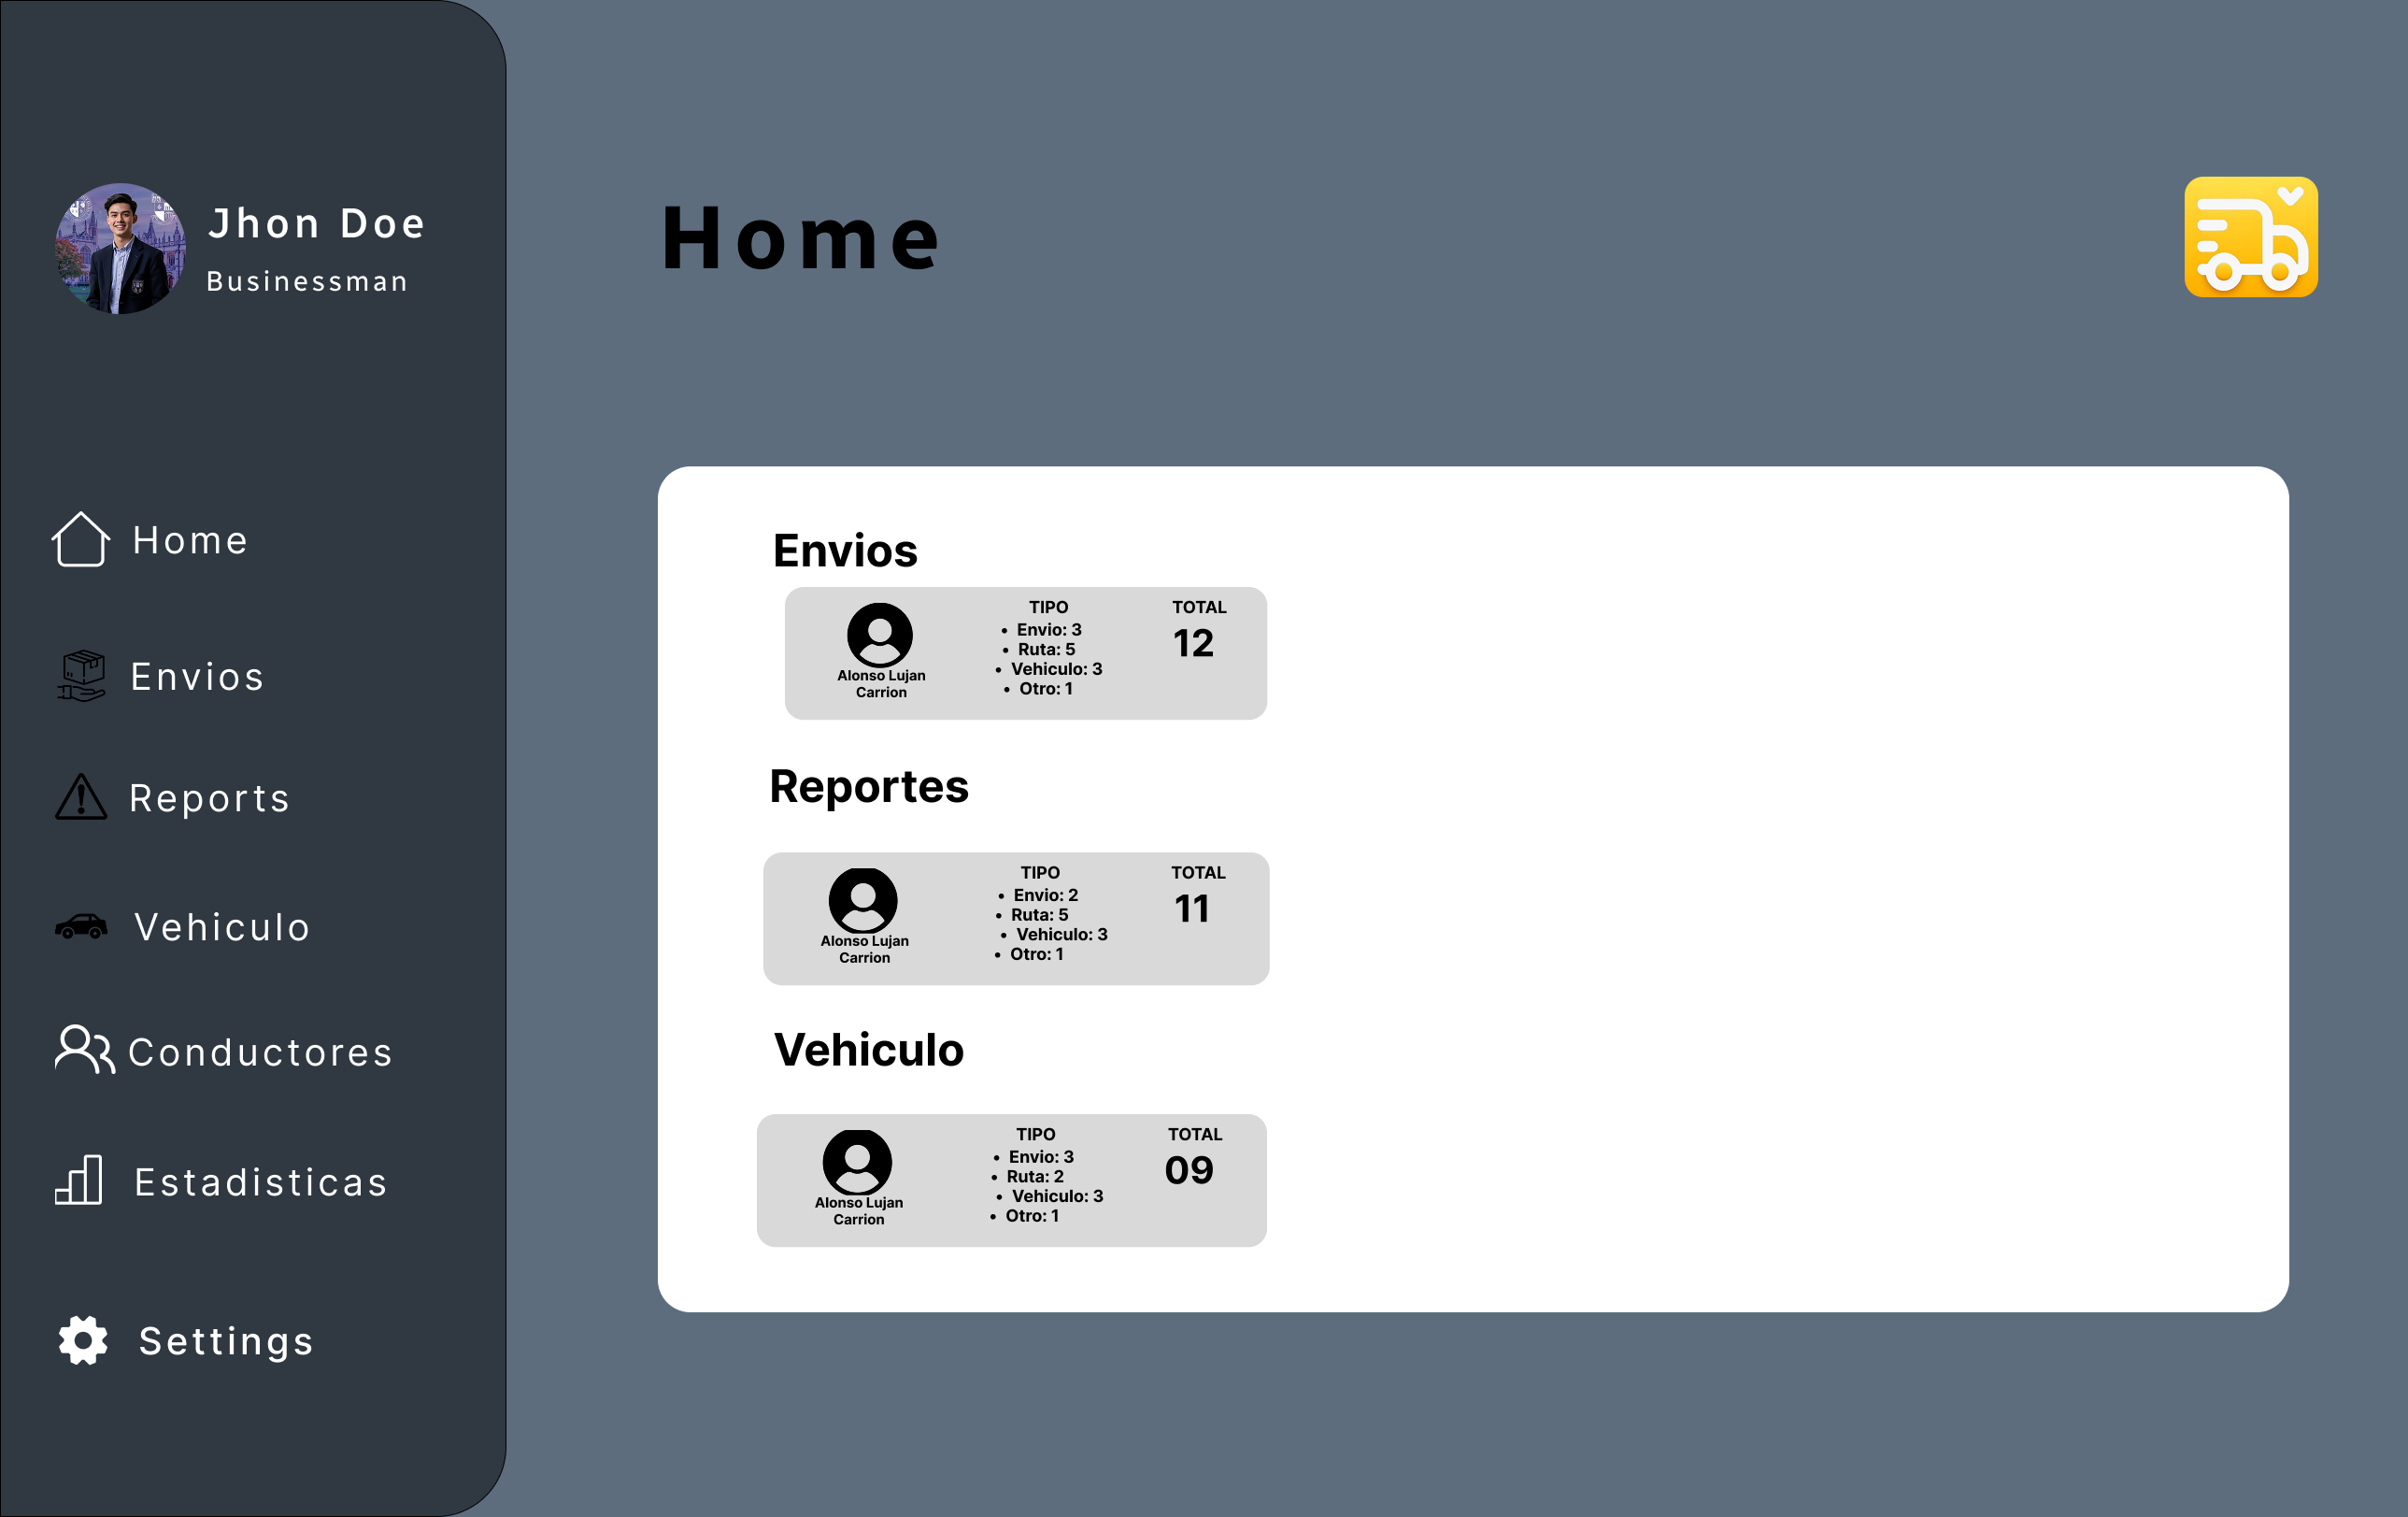 Jhon Doe
Businessman
Home
Envios
Reports
Vehiculo
Conductores
Estadisticas
Settings
Home
Envios
Alonso Lujan
Carrion
TIPO
• Envio: 3
• Ruta: 5
• Vehiculo: 3
• Otro: 1
TOTAL
12
Reportes
Alonso Lujan
Carrion
TIPO
• Envio: 2
• Ruta: 5
• Vehiculo: 3
• Otro: 1
TOTAL
11
Vehiculo
Alonso Lujan
Carrion
TIPO
• Envio: 3
• Ruta: 2
• Vehiculo: 3
• Otro: 1
TOTAL
09